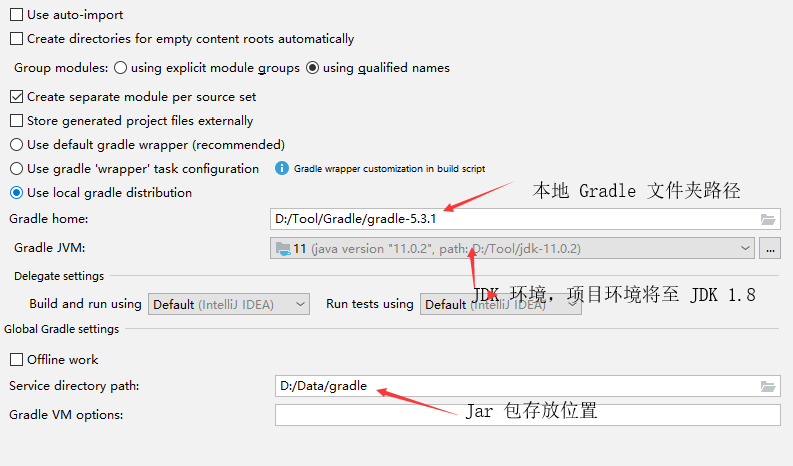 Use auto-import
Create directories for empty content roots automatically
Group modules: using explicit module groups using qualified names
Create separate module per source set
Store generated project files externally
Use default gradle wrapper (recommended)
Use gradle 'wrapper' task configuration Gradle wrapper customization in build script
Use local gradle distribution
本地 Gradle 文件夹路径
Gradle home: D:/Tool/Gradle/gradle-5.3.1
Gradle JVM: 11 (java version "11.0.2", path: D:/Tool/jdk-11.0.2) ...
Delegate settings
JDK 环境，项目环境将至 JDK 1.8
Build and run using Default (IntelliJ IDEA) Run tests using Default (IntelliJ IDEA)
Global Gradle settings
Offline work
Service directory path: D:/Data/gradle
Jar 包存放位置
Gradle VM options: